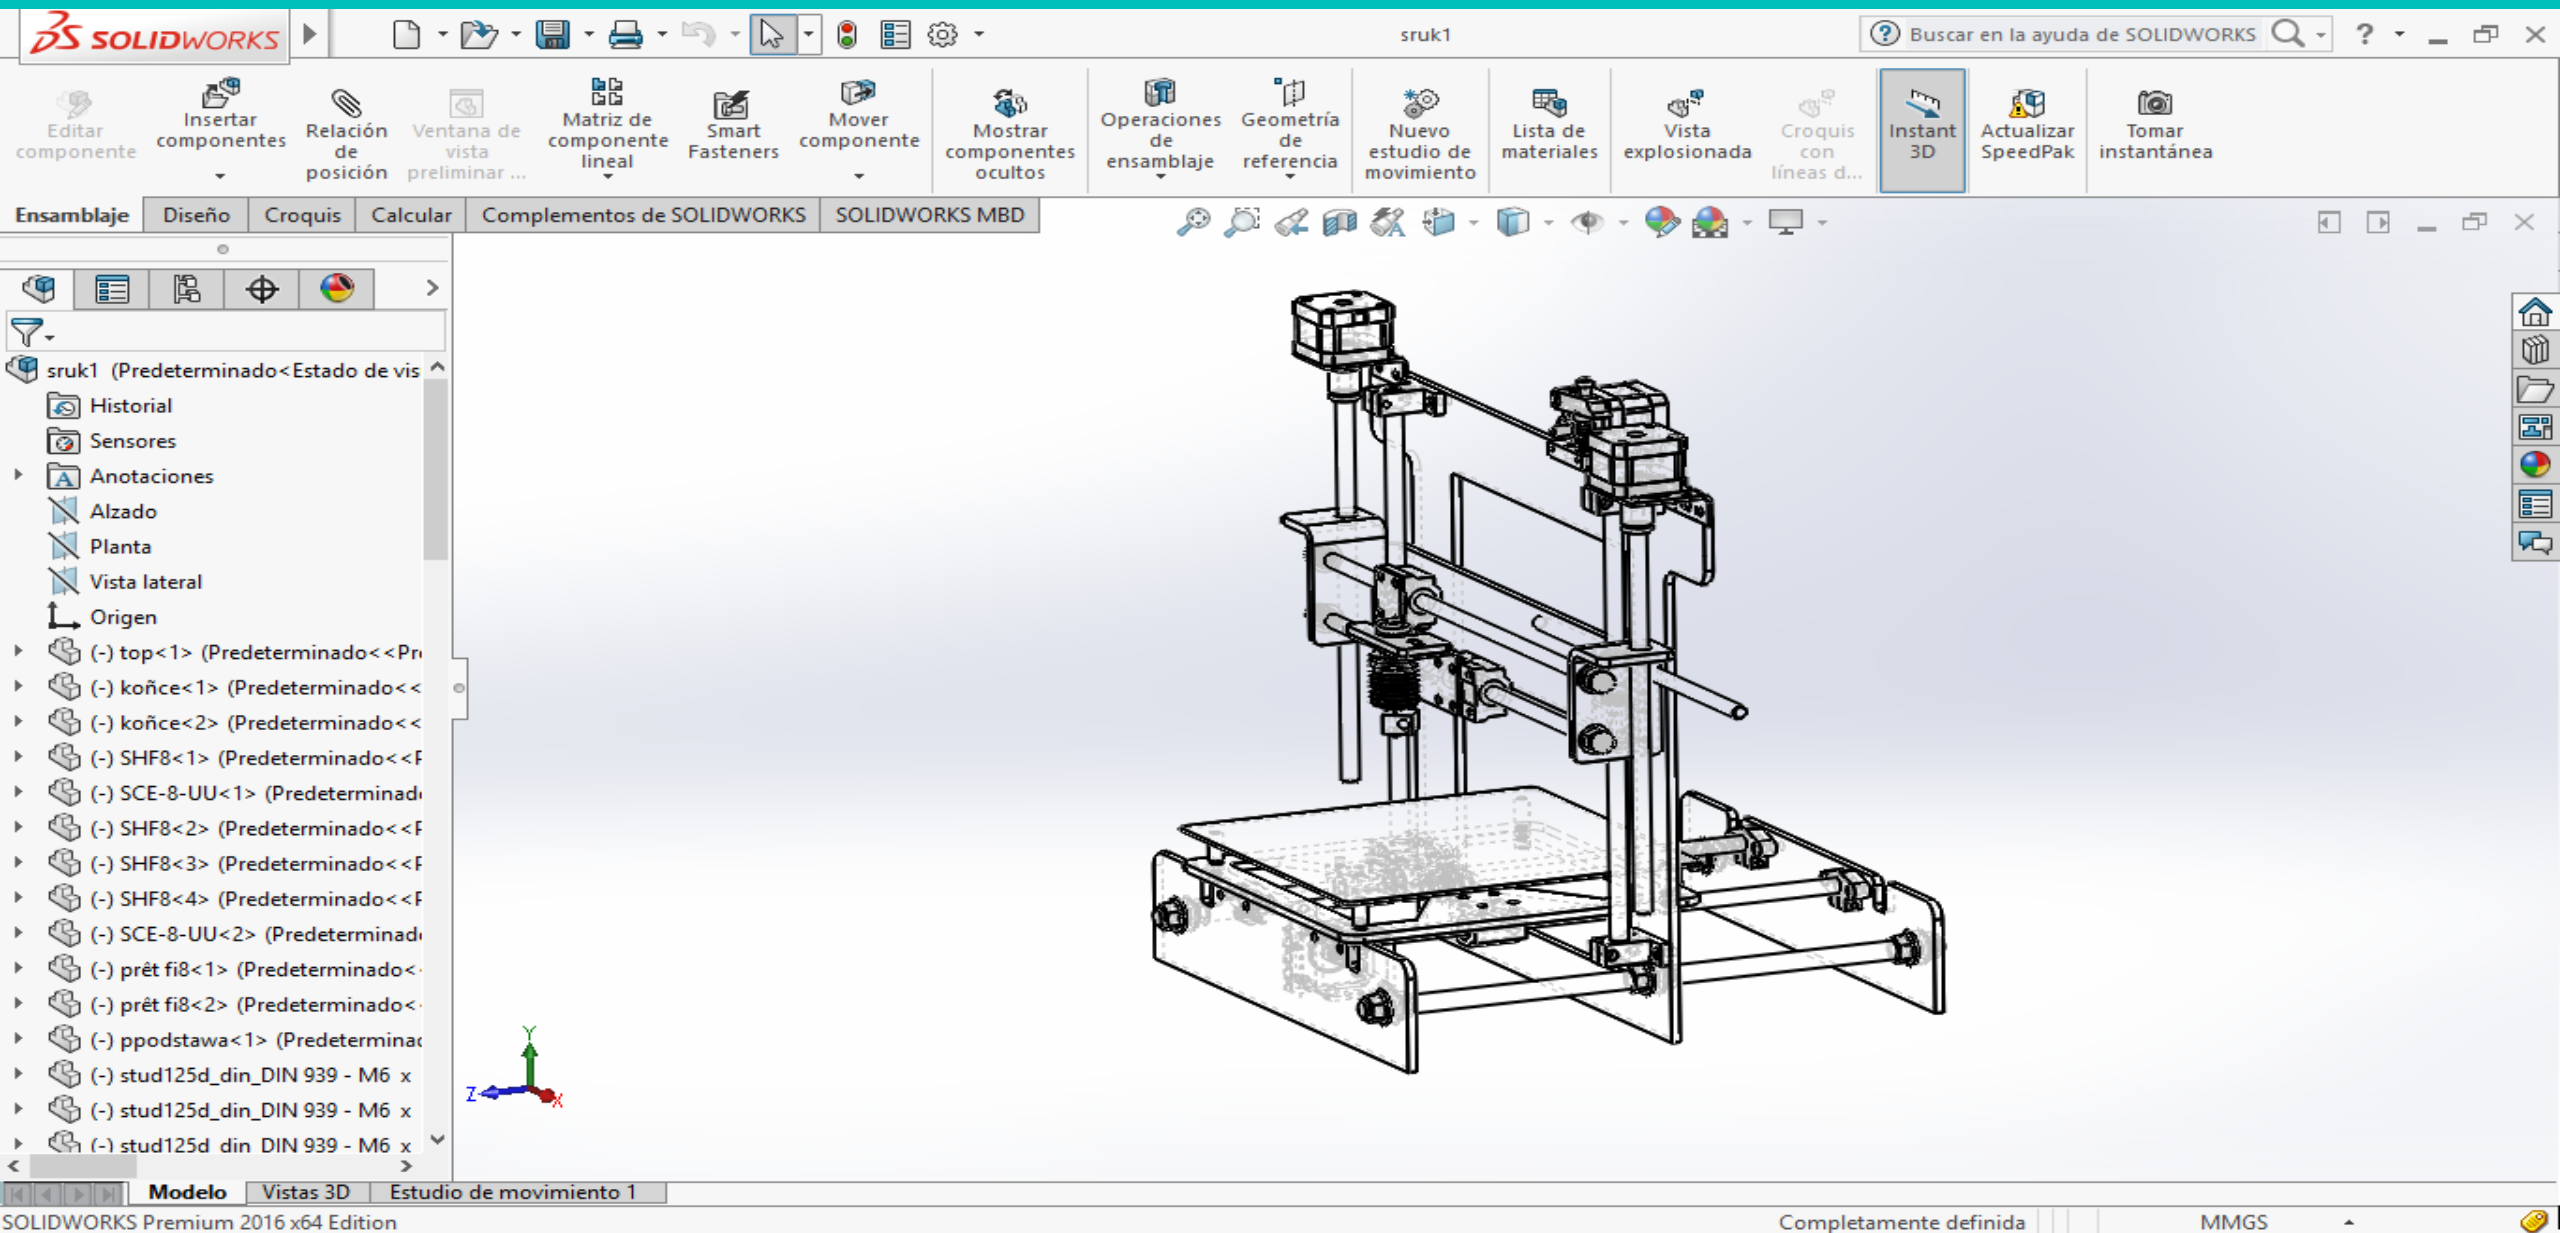 SOLIDWORKS
sruk1
Buscar en la ayuda de SOLIDWORKS
?
Editar componente
Insertar componentes
Relación de posición
Ventana de vista preliminar ...
Matriz de componente lineal
Smart Fasteners
Mover componente
Mostrar componentes ocultos
Operaciones de ensamblaje
Geometría de referencia
Nuevo estudio de movimiento
Lista de materiales
Vista explosionada
Croquis con líneas d...
Instant 3D
Actualizar SpeedPak
Tomar instantánea
Ensamblaje
Diseño
Croquis
Calcular
Complementos de SOLIDWORKS
SOLIDWORKS MBD
sruk1 (Predeterminado<Estado de vis
Historial
Sensores
Anotaciones
Alzado
Planta
Vista lateral
Origen
(-) top<1> (Predeterminado<<Pr
(-) koñce<1> (Predeterminado<<
(-) koñce<2> (Predeterminado<<
(-) SHF8<1> (Predeterminado<<F
(-) SCE-8-UU<1> (Predeterminad
(-) SHF8<2> (Predeterminado<<F
(-) SHF8<3> (Predeterminado<<F
(-) SHF8<4> (Predeterminado<<F
(-) SCE-8-UU<2> (Predeterminad
(-) prêt fi8<1> (Predeterminado<
(-) prêt fi8<2> (Predeterminado<
(-) ppodstawa<1> (Predetermina
(-) stud125d_din_DIN 939 - M6 x
(-) stud125d_din_DIN 939 - M6 x
(-) stud125d_din_DIN 939 - M6 x
Y
Z
X
Modelo
Vistas 3D
Estudio de movimiento 1
SOLIDWORKS Premium 2016 x64 Edition
Completamente definida
MMGS